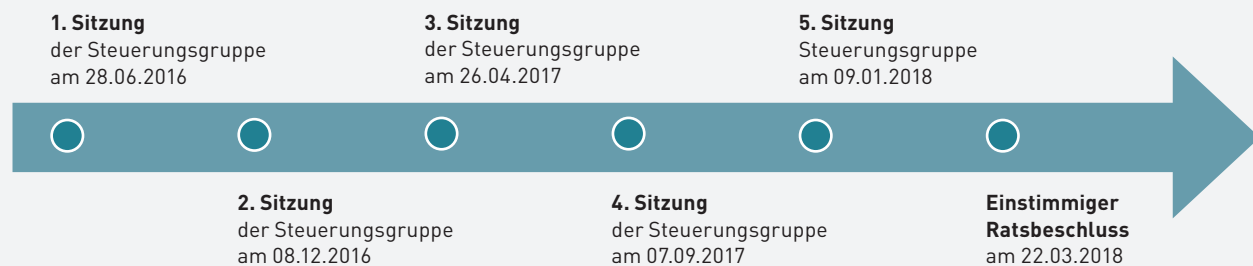 1. Sitzung
der Steuerungsgruppe
am 28.06.2016
2. Sitzung
der Steuerungsgruppe
am 08.12.2016
3. Sitzung
der Steuerungsgruppe
am 26.04.2017
4. Sitzung
der Steuerungsgruppe
am 07.09.2017
5. Sitzung
Steuerungsgruppe
am 09.01.2018
Einstimmiger
Ratsbeschluss
am 22.03.2018